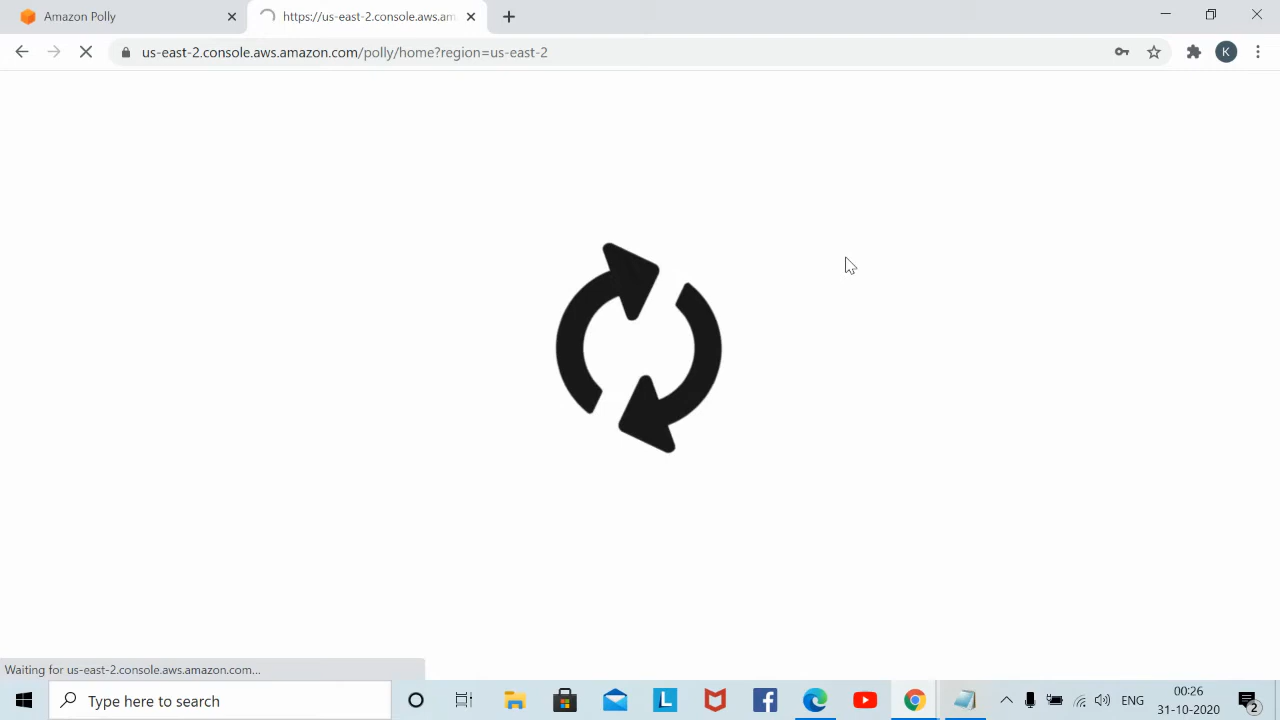 Amazon Polly
https://us-east-2.console.aws.am
us-east-2.console.aws.amazon.com/polly/home?region=us-east-2
K
Waiting for us-east-2.console.aws.amazon.com...
Type here to search
L
ENG
00:26
31-10-2020
2